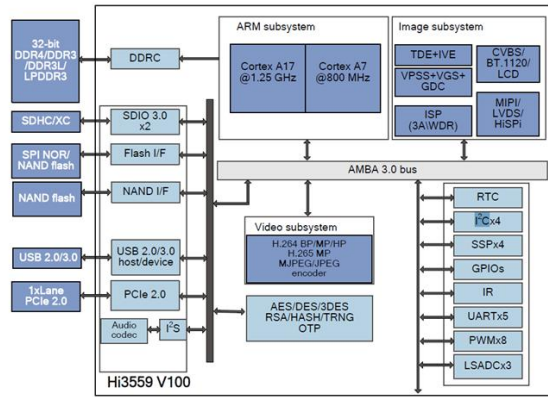 32-bit
DDR4/DDR3
/DDR3L/
LPDDR3
DDRC
SDHC/XC
SDIO 3.0
x2
SPI NOR/
NAND flash
Flash I/F
NAND flash
NAND I/F
USB 2.0/3.0
USB 2.0/3.0
host/device
1xLane
PCIe 2.0
PCIe 2.0
Audio
codec
I²S
Hi3559 V100
ARM subsystem
Cortex A17
@1.25 GHz
Cortex A7
@800 MHz
Image subsystem
TDE+IVE
VPSS+VGS+
GDC
ISP
(3A\WDR)
CVBS/
BT.1120/
LCD
MIPI/
LVDS/
HiSPi
AMBA 3.0 bus
Video subsystem
H.264 BP/MP/HP
H.265 MP
MJPEG/JPEG
encoder
AES/DES/3DES
RSA/HASH/TRNG
OTP
RTC
I²Cx4
SSPx4
GPIOs
IR
UARTx5
PWMx8
LSADCx3